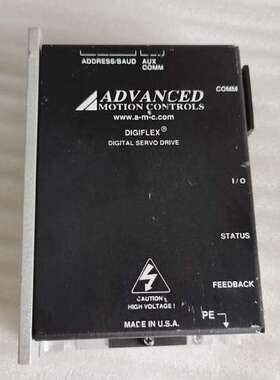 ADDRESS/BAUD
AUX
COMM
COMM
ADVANCED
MOTION CONTROLS
www.a-m-c.com
DIGIFLEX®
DIGITAL SERVO DRIVE
I/O
STATUS
FEEDBACK
CAUTION
HIGH VOLTAGE!
PE
MADE IN U.S.A.